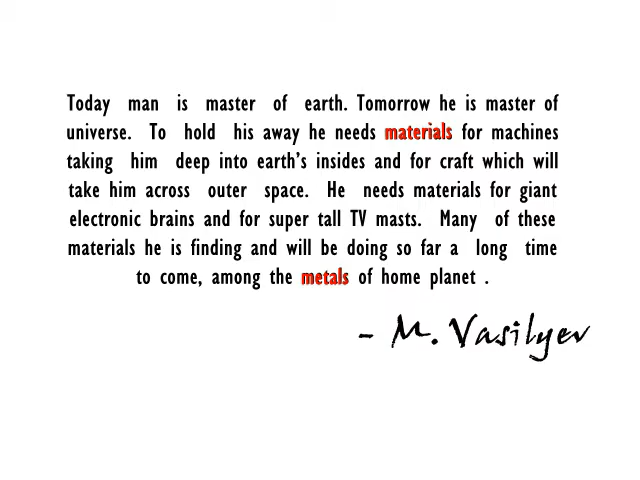 Today man is master of earth. Tomorrow he is master of
universe. To hold his away he needs materials for machines
taking him deep into earth's insides and for craft which will
take him across outer space. He needs materials for giant
electronic brains and for super tall TV masts. Many of these
materials he is finding and will be doing so far a long time
to come, among the metals of home planet .
- M. Vasilyev